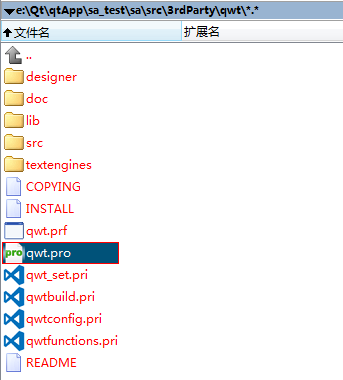 e:\Qt\qtApp\sa_test\sa\src\3rdParty\qwt\*.*
文件名 扩展名
..
designer
doc
lib
src
textengines
COPYING
INSTALL
qwt.prf
pro qwt.pro
qwt_set.pri
qwtbuild.pri
qwtconfig.pri
qwtfunctions.pri
README